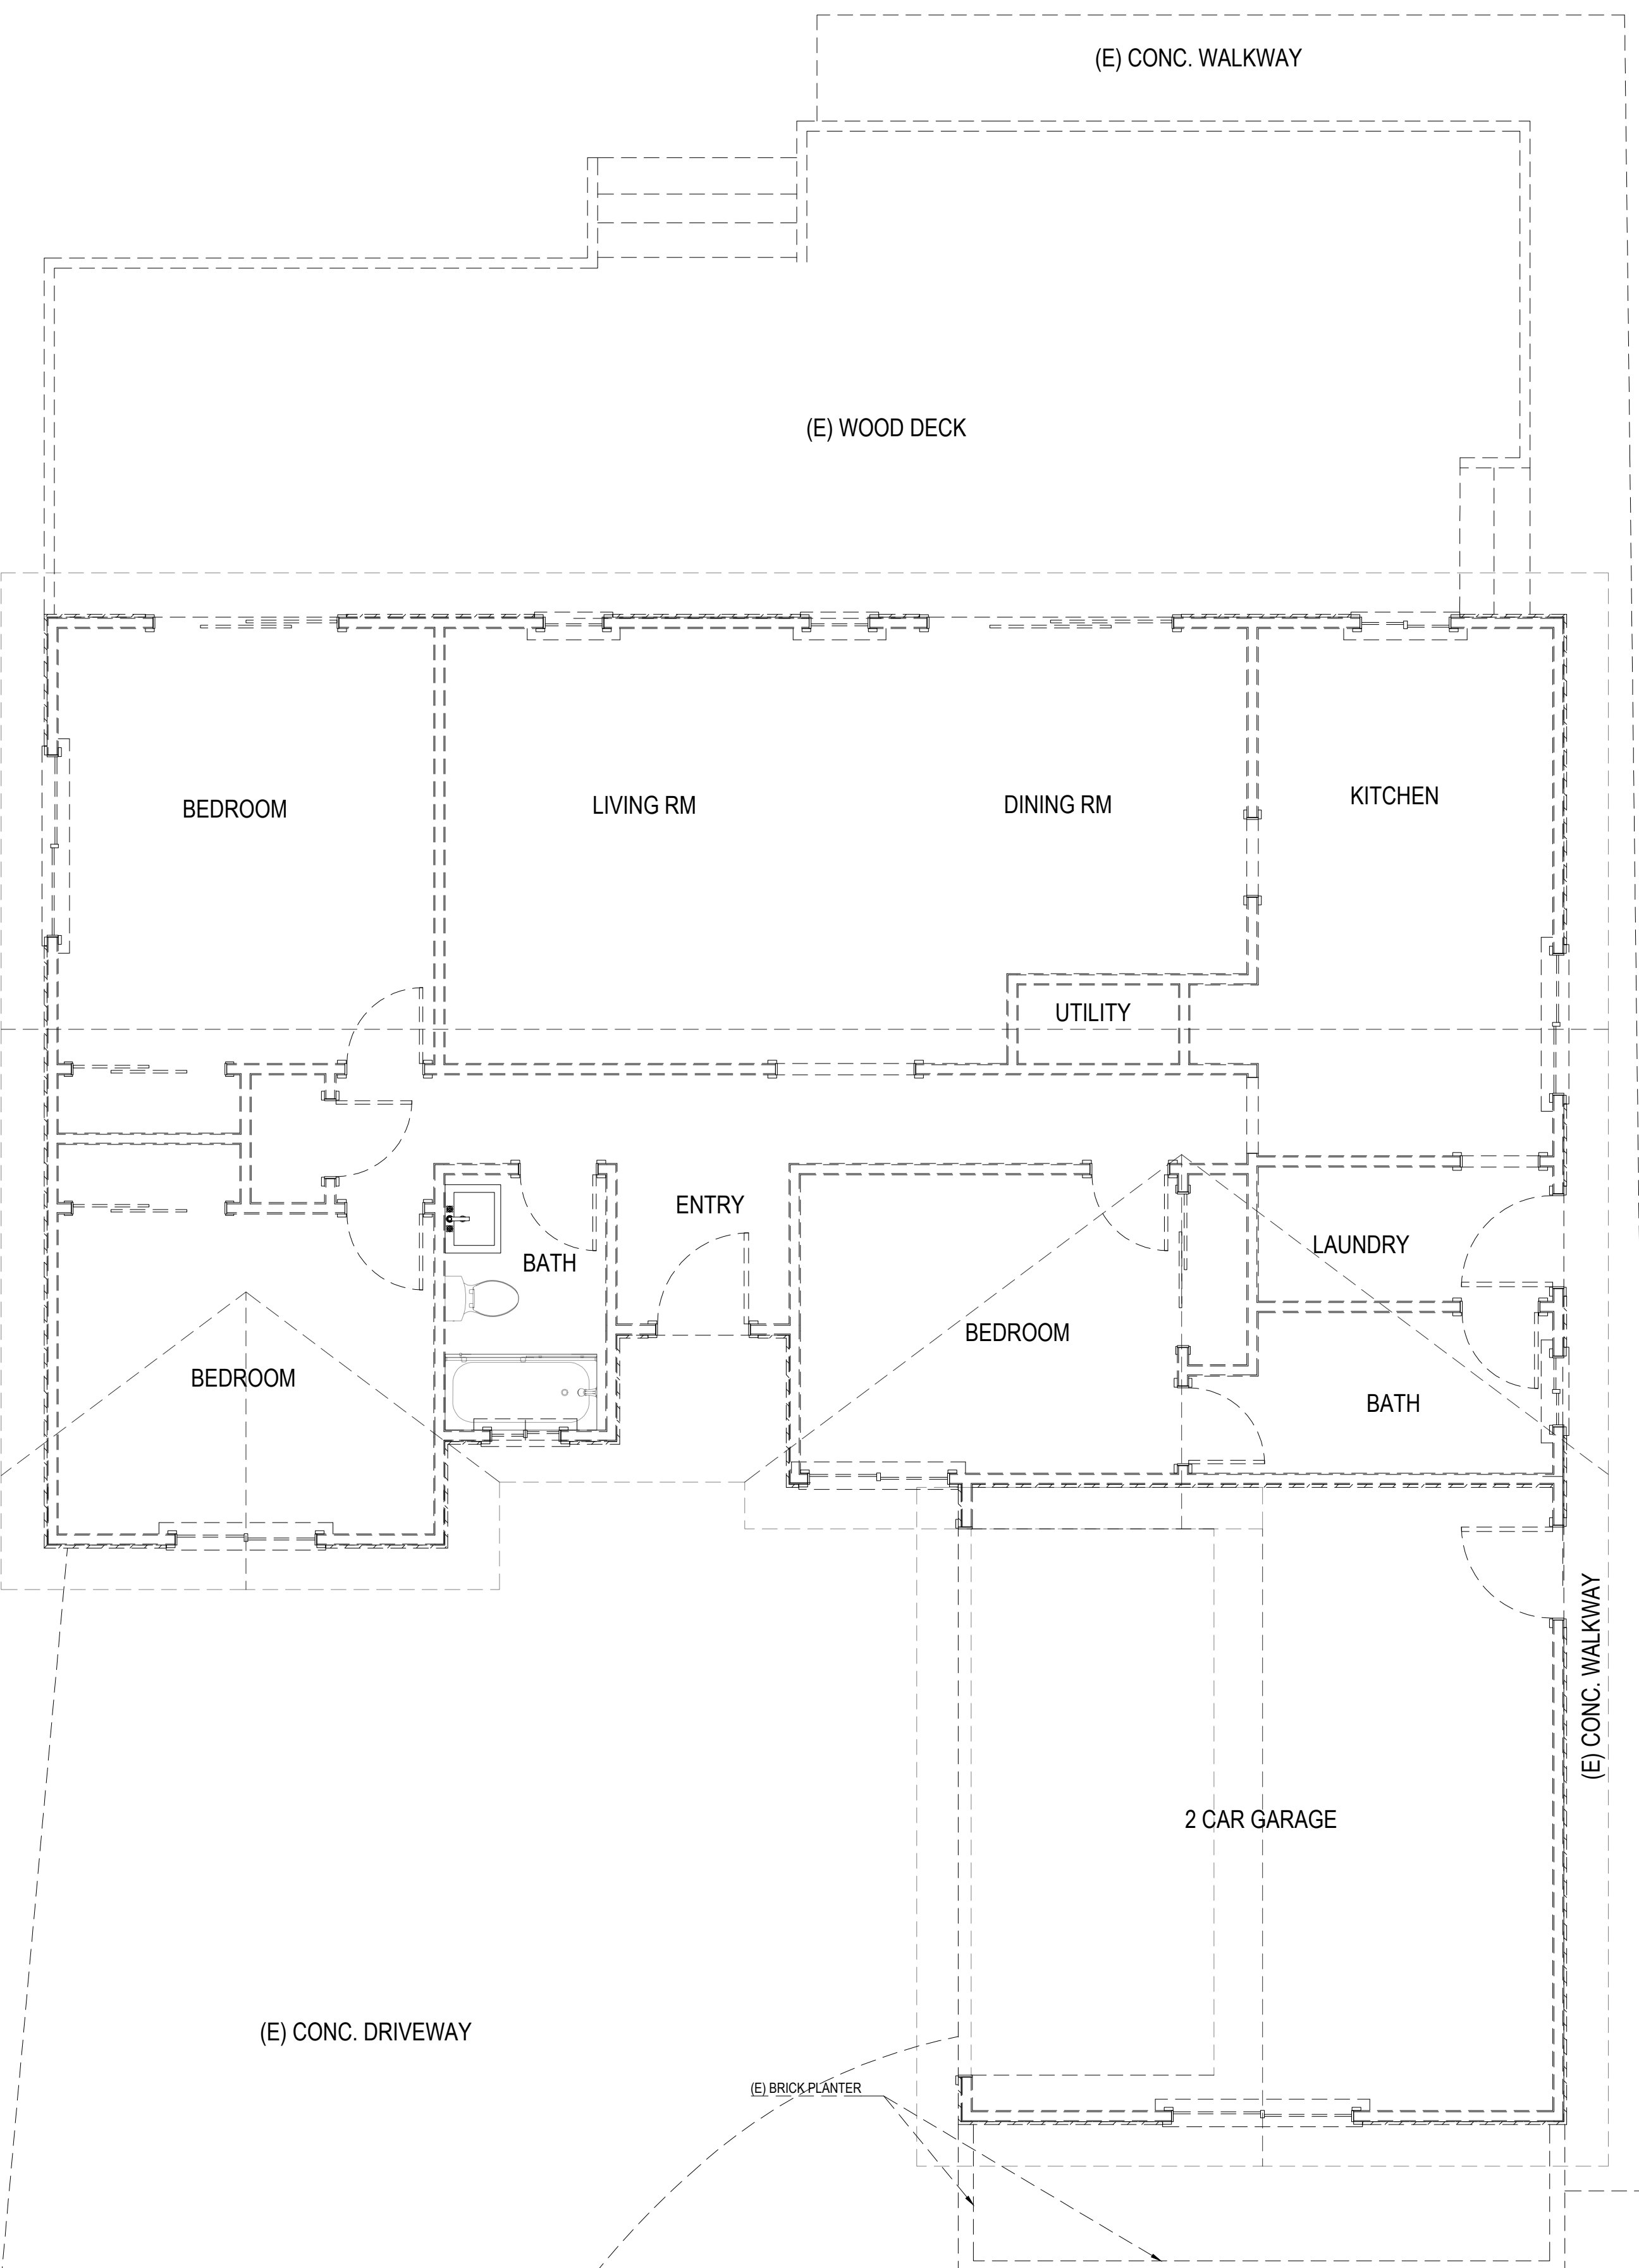 (E) CONC. WALKWAY
(E) WOOD DECK
BEDROOM
LIVING RM
DINING RM
KITCHEN
UTILITY
ENTRY
BATH
LAUNDRY
BEDROOM
BEDROOM
BATH
(E) CONC. WALKWAY
2 CAR GARAGE
(E) CONC. DRIVEWAY
(E) BRICK PLANTER